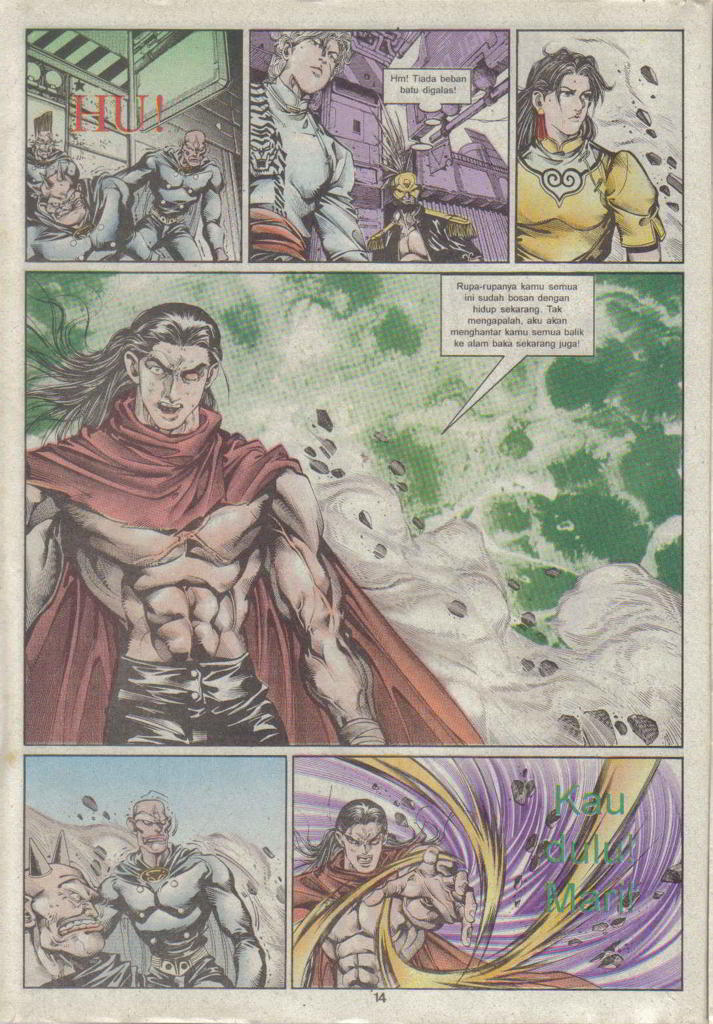 HU!
Hm! Tiada beban
batu digalas!
Rupa-rupanya kamu semua
ini sudah bosan dengan
hidup sekarang. Tak
mengapalah, aku akan
menghantar kamu semua balik
ke alam baka sekarang juga!
Kau
dulu!
Mari!
14